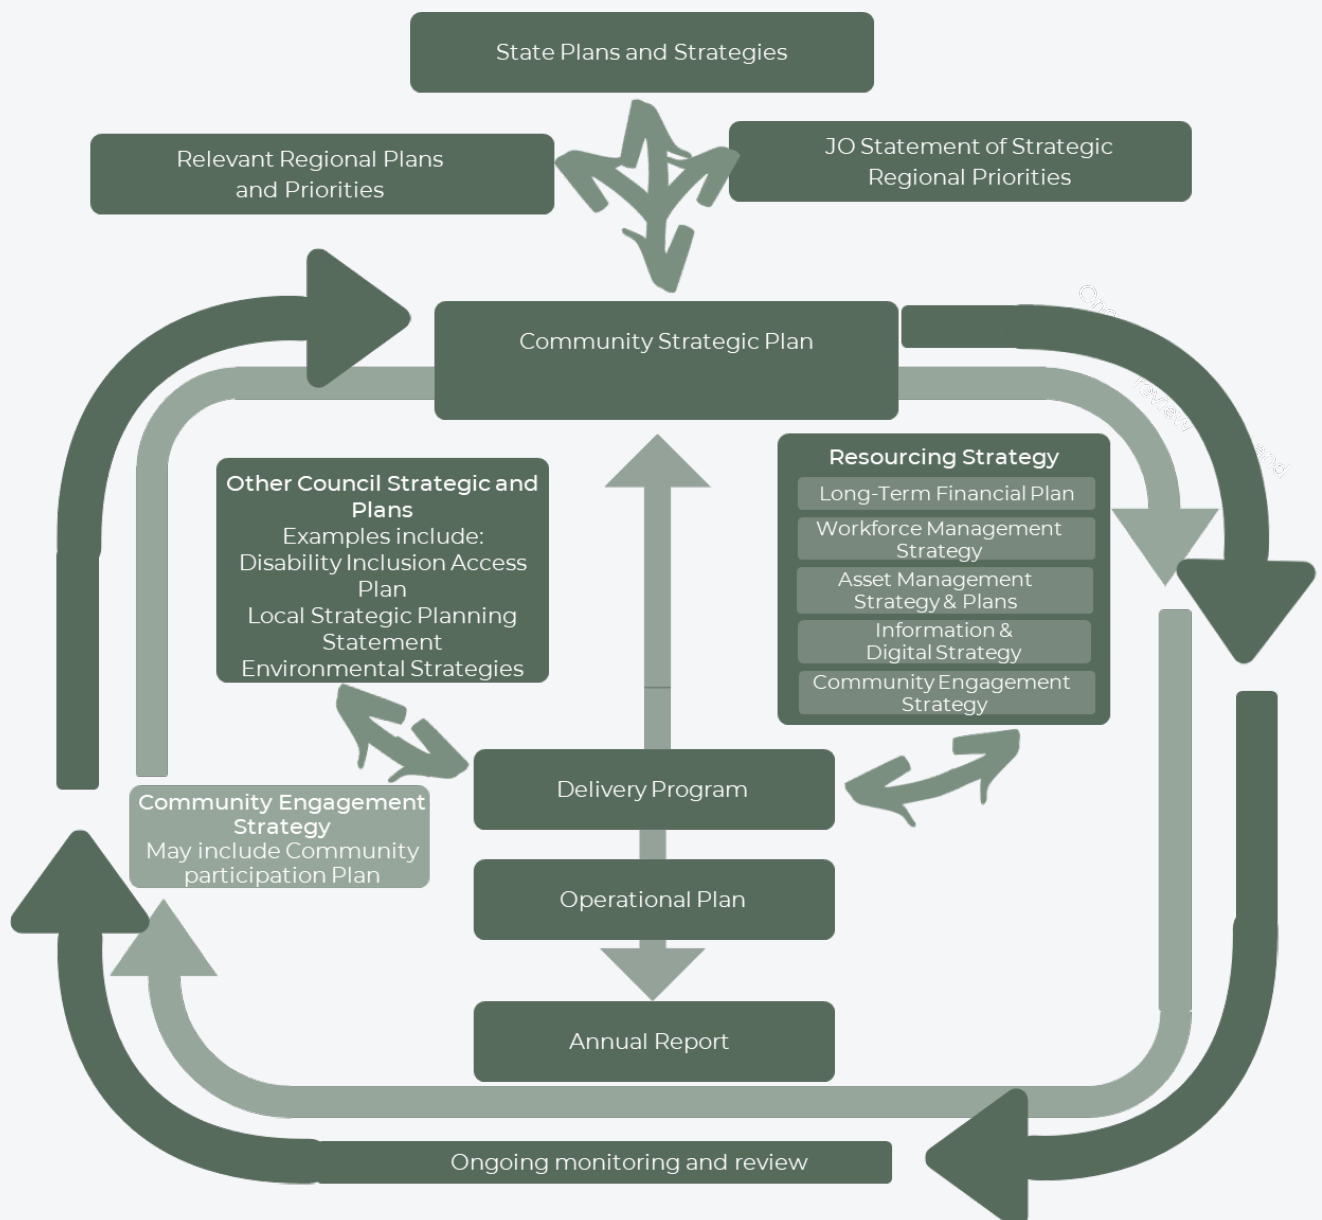 State Plans and Strategies
Relevant Regional Plans
and Priorities
JO Statement of Strategic
Regional Priorities
Community Strategic Plan
review
and
Other Council Strategic and
Plans
Examples include:
Disability Inclusion Access
Plan
Local Strategic Planning
Statement
Environmental Strategies
Resourcing Strategy
Long-Term Financial Plan
Workforce Management
Strategy
Asset Management
Strategy & Plans
Information &
Digital Strategy
Community Engagement
Strategy
Delivery Program
Community Engagement
Strategy
May include Community
participation Plan
Operational Plan
Annual Report
Ongoing monitoring and review